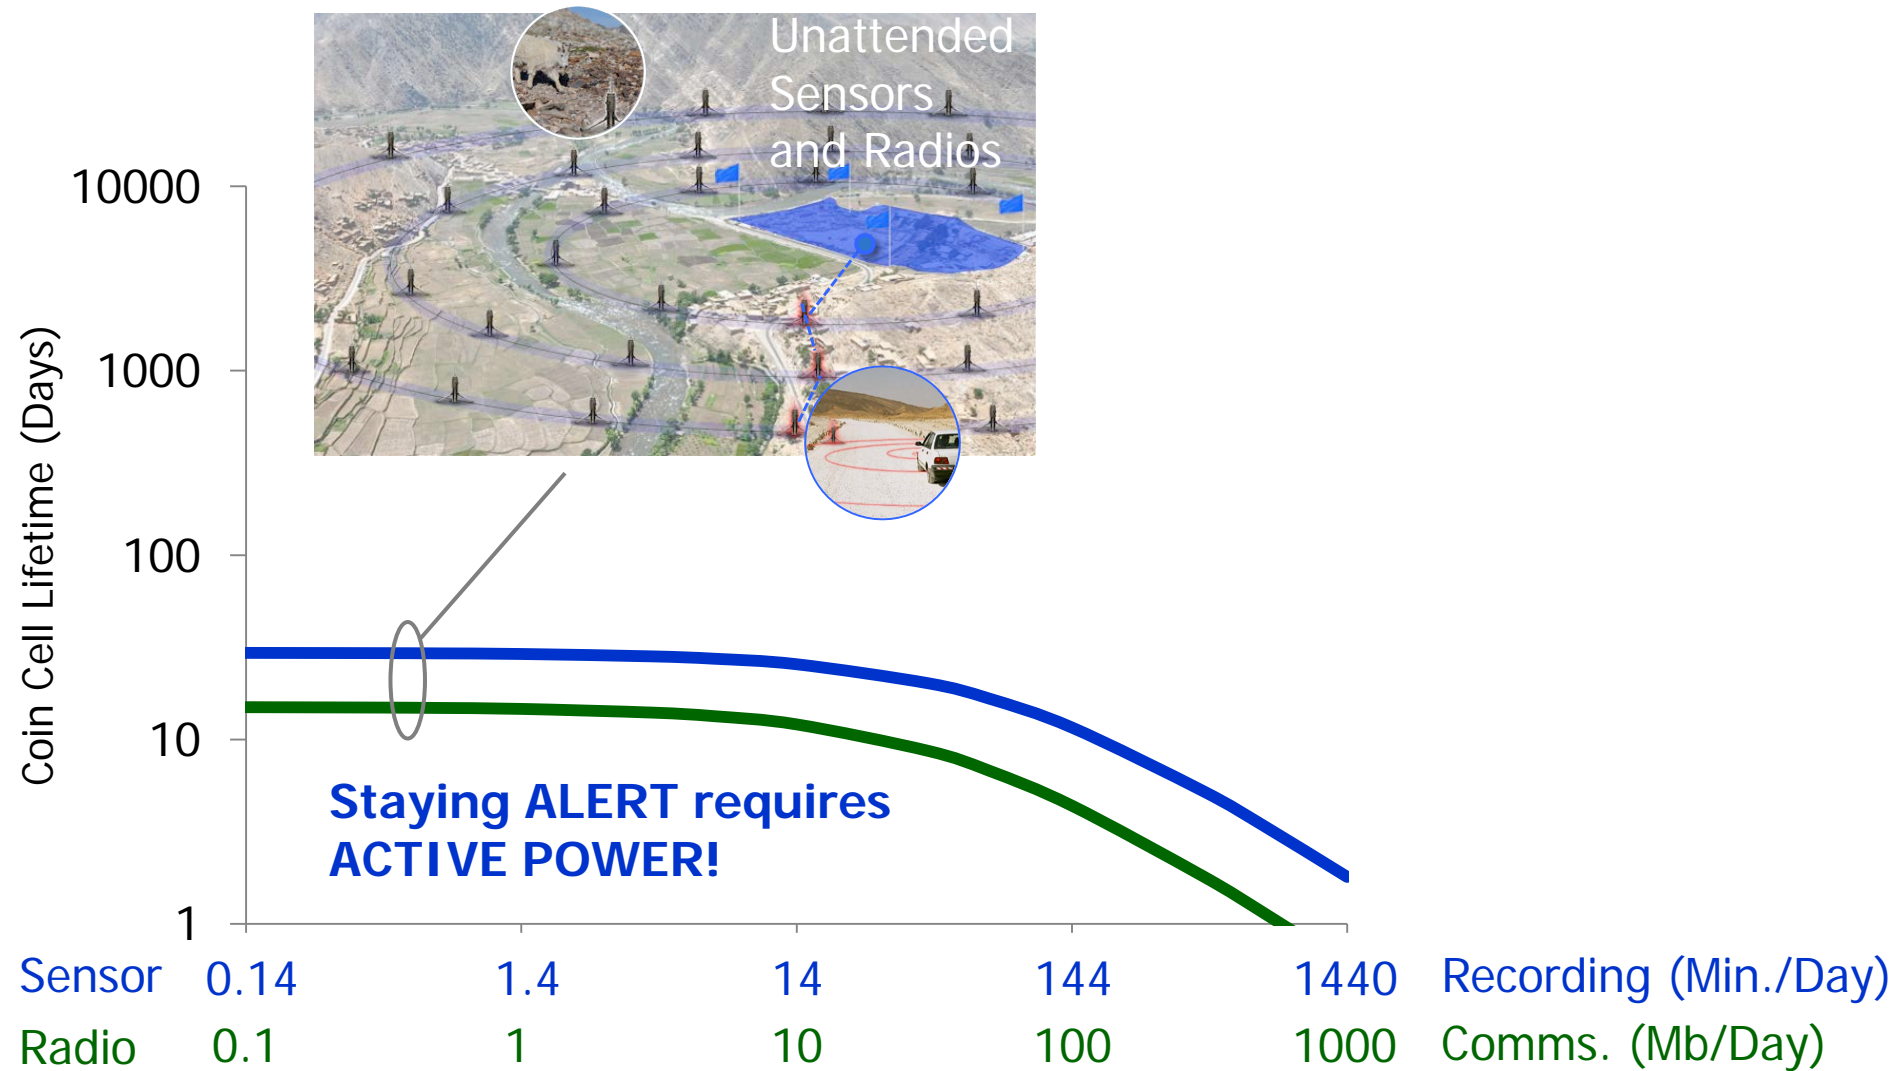 Unattended
Sensors
and Radios
Coin Cell Lifetime (Days)
10000
1000
100
10
1
Staying ALERT requires
ACTIVE POWER!
Sensor 0.14 1.4 14 144 1440 Recording (Min./Day)
Radio 0.1 1 10 100 1000 Comms. (Mb/Day)